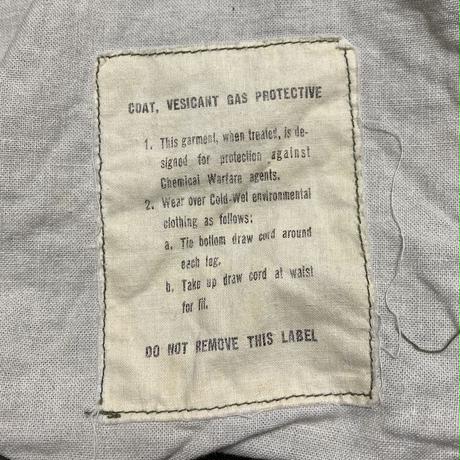 COAT, VESICANT GAS PROTECTIVE
1. This garment, when treated, is de-
signed for protection against
Chemical Warfare agents.
2. Wear over Cold-Wet environmental
clothing as follows:
a. Tie bottom draw cord around
each leg.
b. Take up draw cord at waist
for fit.
DO NOT REMOVE THIS LABEL